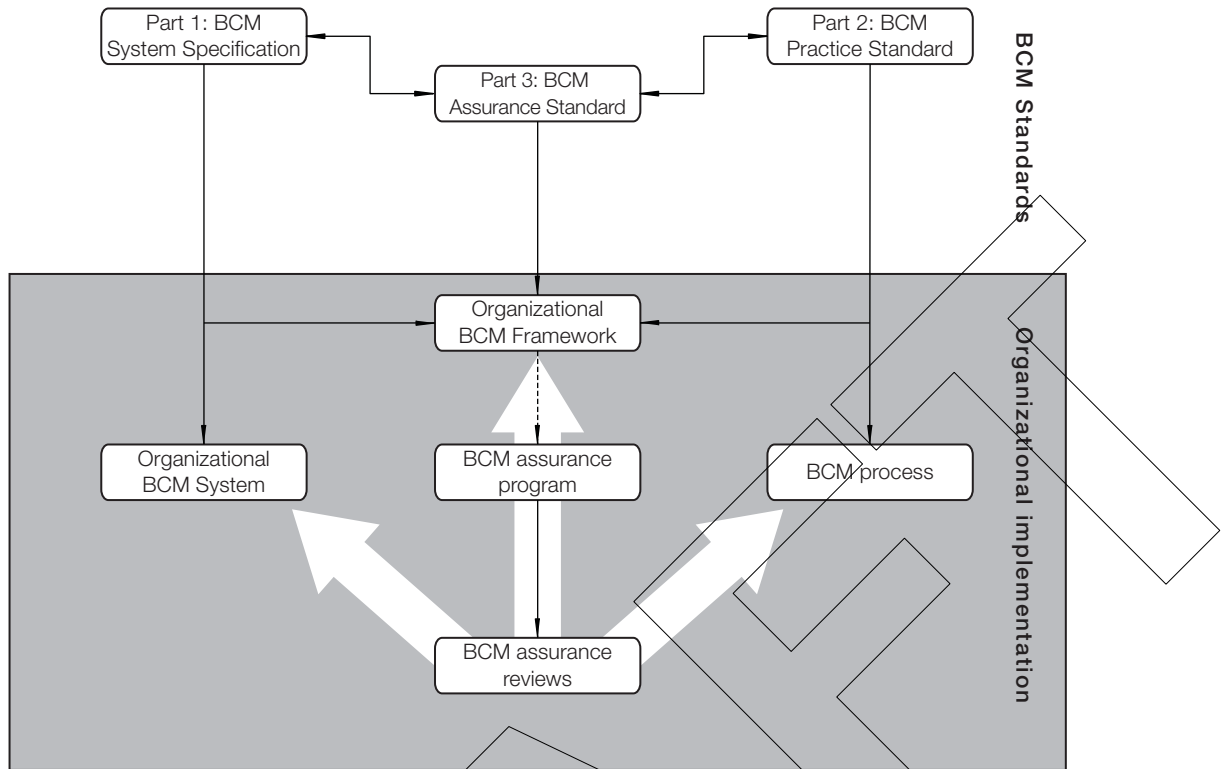 Part 1: BCM
System Specification
Part 2: BCM
Practice Standard
Part 3: BCM
Assurance Standard
BCM Standards
Organizational
BCM Framework
Organizational
BCM System
BCM assurance
program
BCM process
Organizational implementation
BCM assurance
reviews